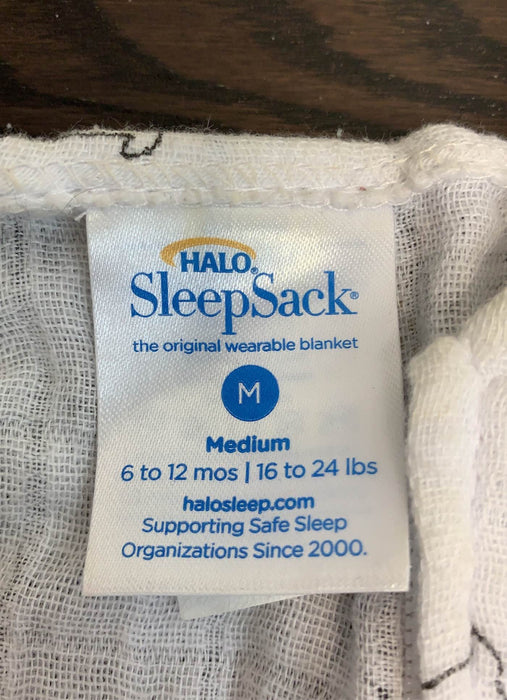 HALO®
SleepSack®
the original wearable blanket
M
Medium
6 to 12 mos | 16 to 24 lbs
halosleep.com
Supporting Safe Sleep
Organizations Since 2000.